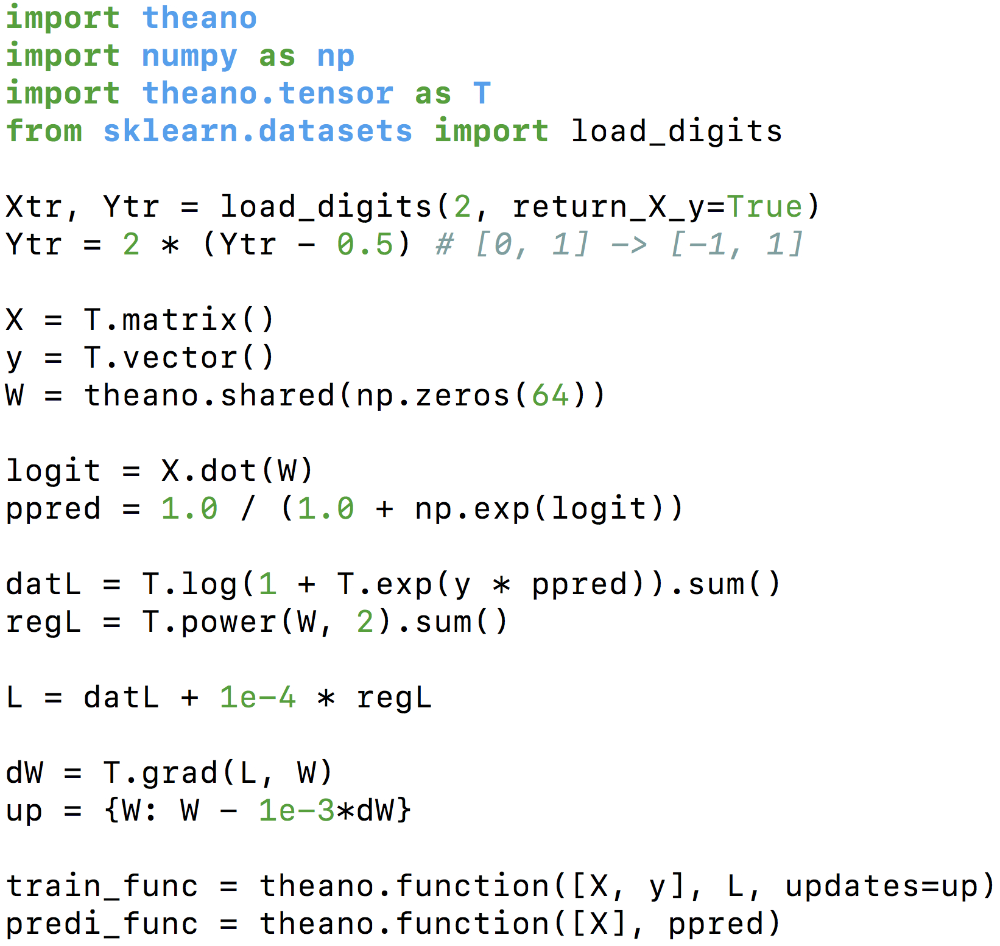 import theano
import numpy as np
import theano.tensor as T
from sklearn.datasets import load_digits

Xtr, Ytr = load_digits(2, return_X_y=True)
Ytr = 2 * (Ytr - 0.5) # [0, 1] -> [-1, 1]

X = T.matrix()
y = T.vector()
W = theano.shared(np.zeros(64))

logit = X.dot(W)
ppred = 1.0 / (1.0 + np.exp(logit))

datL = T.log(1 + T.exp(y * ppred)).sum()
regL = T.power(W, 2).sum()

L = datL + 1e-4 * regL

dW = T.grad(L, W)
up = {W: W - 1e-3*dW}

train_func = theano.function([X, y], L, updates=up)
predi_func = theano.function([X], ppred)